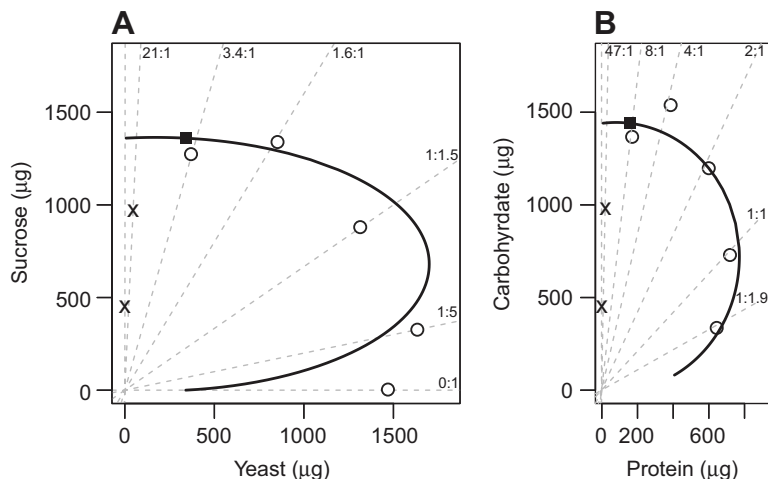 A
B
21:1
3.4:1
1.6:1
47:1
8:1
4:1
2:1
1500
1500
1:1.5
1000
1000
1:1
500
500
1:5
1:1.9
0
0:1
0
Sucrose (µg)
Carbohyrdate (µg)
X
X
X
X
0
500
1000
1500
0
200
600
Yeast (µg)
Protein (µg)